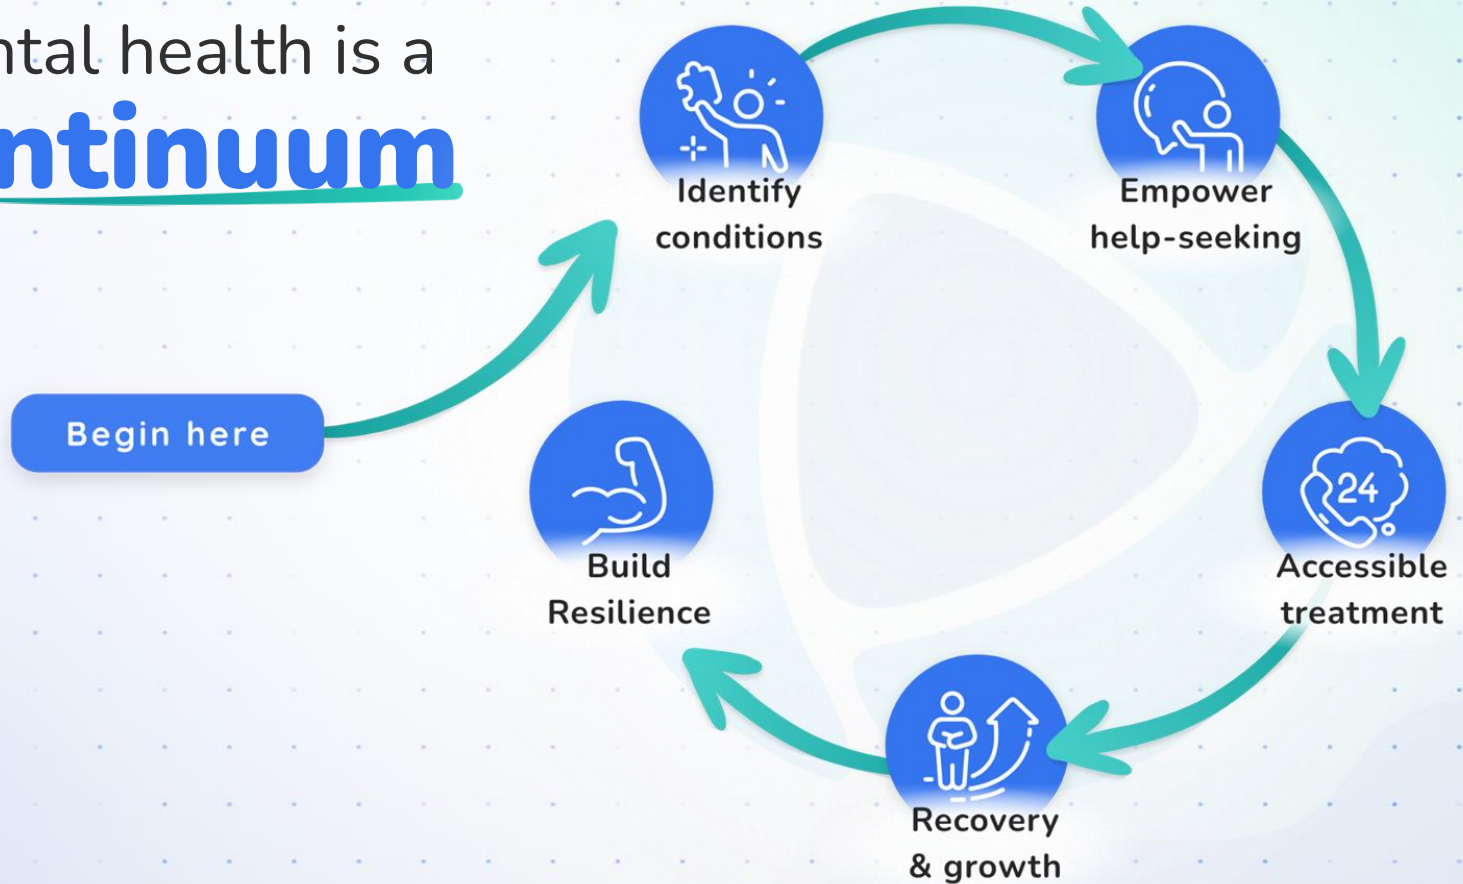 ntal health is a
ntinuum
Identify
conditions
Empower
help-seeking
Begin here
Build
Resilience
24
Accessible
treatment
Recovery
& growth